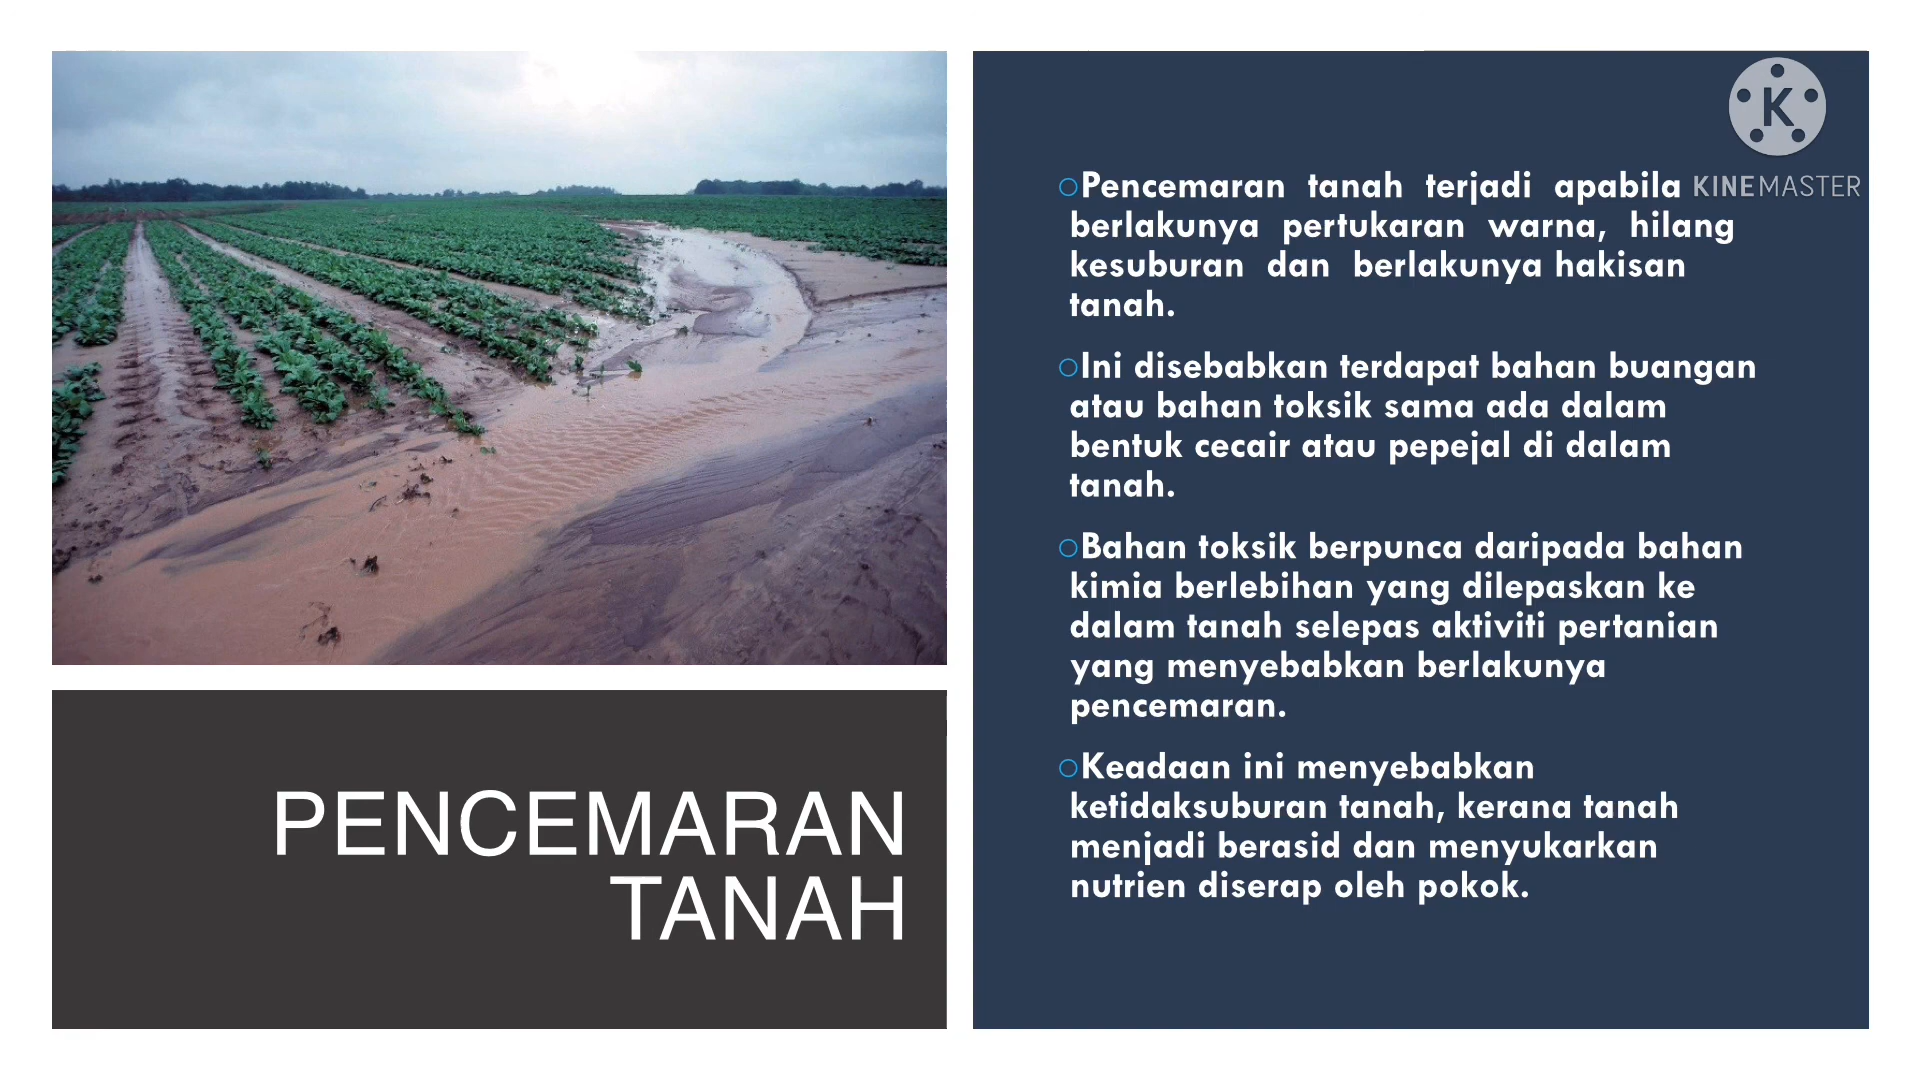 PENCEMARAN
TANAH
○Pencemaran tanah terjadi apabila
berlakunya pertukaran warna, hilang
kesuburan dan berlakunya hakisan
tanah.
○Ini disebabkan terdapat bahan buangan
atau bahan toksik sama ada dalam
bentuk cecair atau pepejal di dalam
tanah.
○Bahan toksik berpunca daripada bahan
kimia berlebihan yang dilepaskan ke
dalam tanah selepas aktiviti pertanian
yang menyebabkan berlakunya
pencemaran.
○Keadaan ini menyebabkan
ketidaksuburan tanah, kerana tanah
menjadi berasid dan menyukarkan
nutrien diserap oleh pokok.
K
KINEMASTER